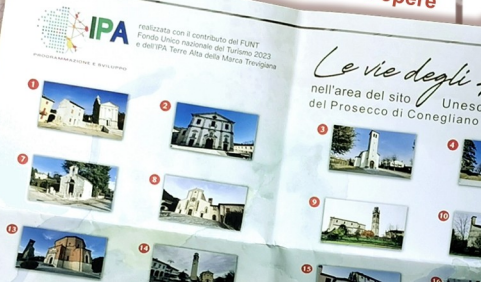 opere
IPA
PROGRAMMAZIONE E SVILUPPO
realizzata con il contributo del FUNT
Fondo Unico nazionale del Turismo 2023
e dell'IPA Terre Alta della Marca Trevigiana
Le vie degli
nell'area del sito Unesc
del Prosecco di Conegliano
1
2
3
4
7
8
9
10
13
14
15